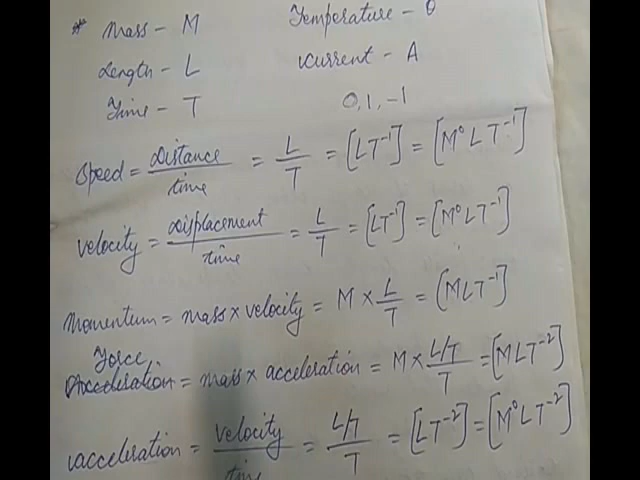 * Mass - M Temperature - θ
Length - L Current - A
Time - T 0, 1, -1
Speed = distance/time = L/T = [LT⁻¹] = [M⁰LT⁻¹]
Velocity = displacement/time = L/T = [LT⁻¹] = [M⁰LT⁻¹]
Momentum = mass x velocity = M x L/T = [MLT⁻¹]
Force
Acceleration = mass x acceleration = M x L/T/T = [MLT⁻²]
acceleration = velocity/time = L/T/T = [LT⁻²] = [M⁰LT⁻²]